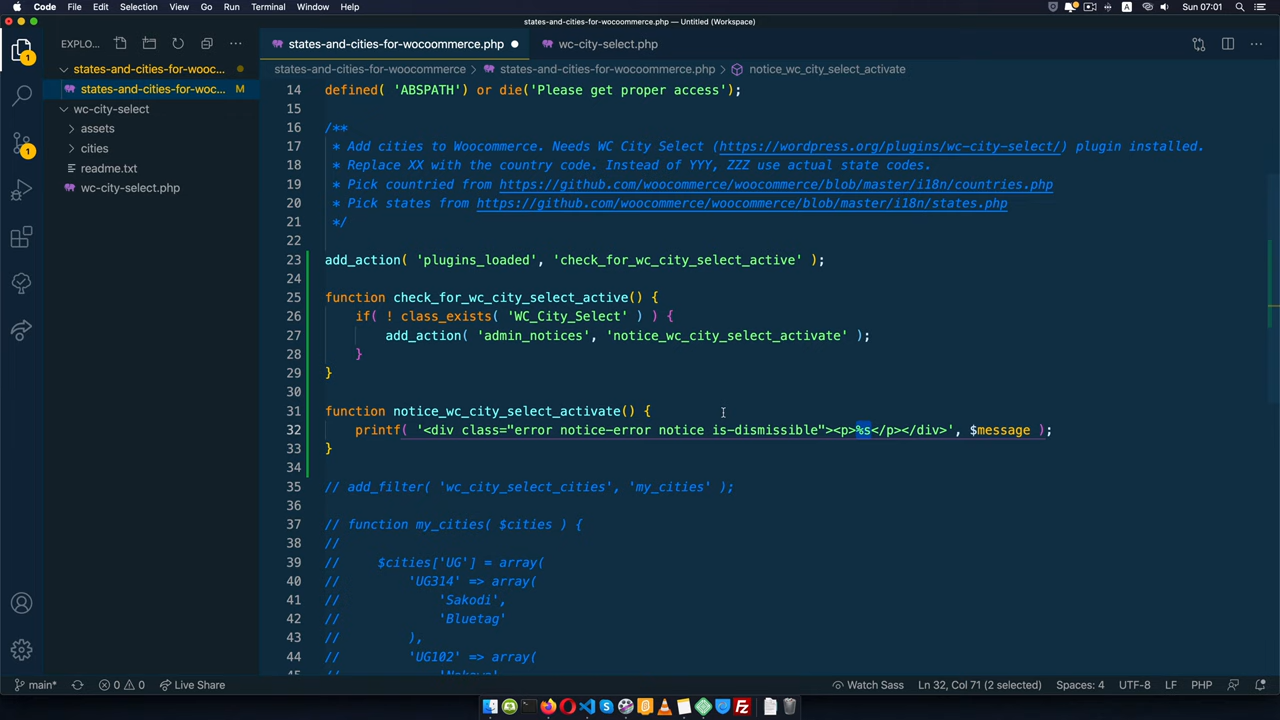 Code File Edit Selection View Go Run Terminal Window Help A Sun 07:01
states-and-cities-for-wocoommerce.php — Untitled (Workspace)
EXPLO... ···
states-and-cities-for-wocoommerce.php
wc-city-select.php
1
states-and-cities-for-wooc...
states-and-cities-for-woc... M
wc-city-select
assets
cities
readme.txt
wc-city-select.php
1
states-and-cities-for-woocommerce > states-and-cities-for-wocoommerce.php > notice_wc_city_select_activate
14 defined( 'ABSPATH') or die('Please get proper access');
15
16 /**
17 * Add cities to Woocommerce. Needs WC City Select (https://wordpress.org/plugins/wc-city-select/) plugin installed.
18 * Replace XX with the country code. Instead of YYY, ZZZ use actual state codes.
19 * Pick countried from https://github.com/woocommerce/woocommerce/blob/master/i18n/countries.php
20 * Pick states from https://github.com/woocommerce/woocommerce/blob/master/i18n/states.php
21 */
22
23 add_action( 'plugins_loaded', 'check_for_wc_city_select_active' );
24
25 function check_for_wc_city_select_active() {
26 if( ! class_exists( 'WC_City_Select' ) ) {
27 add_action( 'admin_notices', 'notice_wc_city_select_activate' );
28 }
29 }
30
31 function notice_wc_city_select_activate() {
32 printf( '<div class="error notice-error notice is-dismissible"><p>%s</p></div>', $message );
33 }
34
35 // add_filter( 'wc_city_select_cities', 'my_cities' );
36
37 // function my_cities( $cities ) {
38 //
39 // $cities['UG'] = array(
40 // 'UG314' => array(
41 // 'Sakodi',
42 // 'Bluetag'
43 // ),
44 // 'UG102' => array(
main* 0 0 Live Share Watch Sass Ln 32, Col 71 (2 selected) Spaces: 4 UTF-8 LF PHP